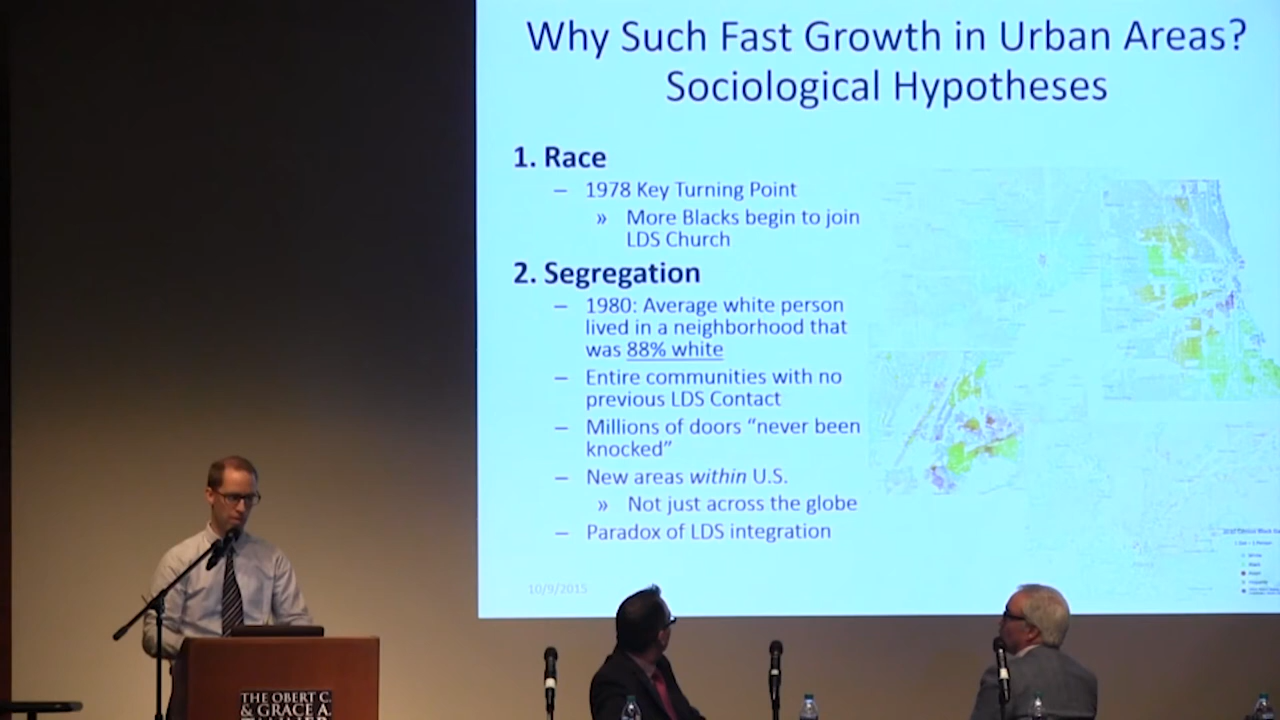 Why Such Fast Growth in Urban Areas?
Sociological Hypotheses
1. Race
– 1978 Key Turning Point
» More Blacks begin to join
LDS Church
2. Segregation
– 1980: Average white person
lived in a neighborhood that
was 88% white
– Entire communities with no
previous LDS Contact
– Millions of doors “never been
knocked”
– New areas within U.S.
» Not just across the globe
– Paradox of LDS integration
10/9/2015
THE OBERT C.
& GRACE A.